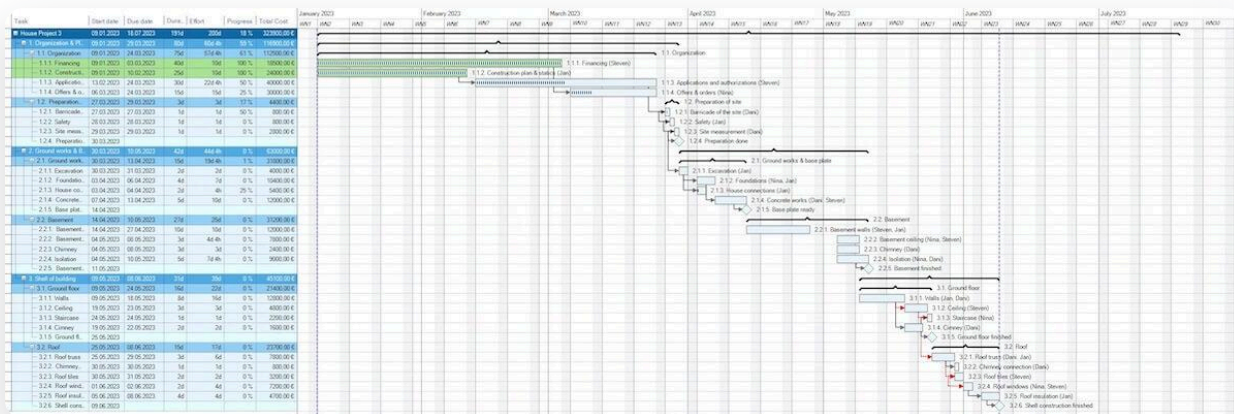 January 2023 February 2023 March 2023 April 2023 May 2023 June 2023 July 2023
Task Start date Due date Dura... Effort Progress Total Cost
House Project 3 09.01.2023 18.07.2023 191d 200d 18 % 323900,00 €
1. Organization & Pl... 09.01.2023 29.03.2023 80d 59 % 116900,00 €
1.1. Organization 09.01.2023 24.03.2023 75d 57d 4h 61 % 112500,00 €
1.1. Organization
1.1.1. Financing 09.01.2023 03.03.2023 40d 10d 100 % 18500,00 €
1.1.1. Financing (Steven)
1.1.2. Constructi... 09.01.2023 10.02.2023 25d 10d 100 % 24000,00 €
1.1.2. Construction plan & statics (Jan)
1.1.3. Applicatio... 13.02.2023 24.03.2023 30d 22d 4h 50 % 40000,00 €
1.1.3. Applications and authorizations (Steven)
1.1.4. Offers & o... 06.03.2023 24.03.2023 15d 15d 25 % 30000,00 €
1.1.4. Offers & orders (Nina)
1.2. Preparation... 27.03.2023 29.03.2023 3d 3d 17 % 4400,00 €
1.2. Preparation of site
1.2.1. Barricade... 27.03.2023 27.03.2023 1d 1d 50 % 800,00 €
1.2.1. Barricade of the site (Dani)
1.2.2. Safety 28.03.2023 28.03.2023 1d 1d 0 % 800,00 €
1.2.2. Safety (Jan)
1.2.3. Site meas... 29.03.2023 29.03.2023 1d 1d 0 % 2000,00 €
1.2.3. Site measurement (Dani)
1.2.4. Preparatio... 30.03.2023
1.2.4. Preparation done
2. Ground works & B... 30.03.2023 10.05.2023 42d 44d 4h 0 % 63000,00 €
2.1. Ground work... 30.03.2023 13.04.2023 15d 19d 4h 1 % 31800,00 €
2.1. Ground works & base plate
2.1.1. Excavation 30.03.2023 31.03.2023 2d 2d 0 % 4000,00 €
2.1.1. Excavation (Jan)
2.1.2. Foundatio... 03.04.2023 06.04.2023 4d 7d 0 % 10400,00 €
2.1.2. Foundations (Nina, Jan)
2.1.3. House co... 03.04.2023 04.04.2023 2d 4h 25 % 5400,00 €
2.1.3. House connections (Jan)
2.1.4. Concrete... 07.04.2023 13.04.2023 5d 10d 0 % 12000,00 €
2.1.4. Concrete works (Dani, Steven)
2.1.5. Base plat... 14.04.2023
2.1.5. Base plate ready
2.2. Basement 14.04.2023 10.05.2023 27d 25d 0 % 31200,00 €
2.2. Basement
2.2.1. Basement... 14.04.2023 27.04.2023 10d 10d 0 % 12000,00 €
2.2.1. Basement walls (Steven, Jan)
2.2.2. Basement... 04.05.2023 08.05.2023 3d 4d 4h 0 % 7800,00 €
2.2.2. Basement ceiling (Nina, Steven)
2.2.3. Chimney 04.05.2023 08.05.2023 3d 3d 0 % 2400,00 €
2.2.3. Chimney (Dani)
2.2.4. Isolation 04.05.2023 10.05.2023 5d 7d 4h 0 % 9000,00 €
2.2.4. Isolation (Nina, Dani)
2.2.5. Basement... 11.05.2023
2.2.5. Basement finished
3. Shell of building 09.05.2023 08.06.2023 31d 39d 0 % 45100,00 €
3.1. Ground floor 09.05.2023 24.05.2023 16d 22d 0 % 21400,00 €
3.1. Ground floor
3.1.1. Walls 09.05.2023 18.05.2023 8d 16d 0 % 12800,00 €
3.1.1. Walls (Jan, Dani)
3.1.2. Ceiling 19.05.2023 23.05.2023 3d 3d 0 % 4800,00 €
3.1.2. Ceiling (Steven)
3.1.3. Staircase 24.05.2023 24.05.2023 1d 1d 0 % 2200,00 €
3.1.3. Staircase (Nina)
3.1.4. Cimney 19.05.2023 22.05.2023 2d 2d 0 % 1600,00 €
3.1.4. Cimney (Dani)
3.1.5. Ground fl... 25.05.2023
3.1.5. Ground floor finished
3.2. Roof 25.05.2023 08.06.2023 15d 17d 0 % 23700,00 €
3.2. Roof
3.2.1. Roof truss 25.05.2023 29.05.2023 3d 6d 0 % 7800,00 €
3.2.1. Roof truss (Dani, Jan)
3.2.2. Chimney... 30.05.2023 30.05.2023 1d 1d 0 % 800,00 €
3.2.2. Chimney connection (Dani)
3.2.3. Roof tiles 30.05.2023 31.05.2023 2d 2d 0 % 3200,00 €
3.2.3. Roof tiles (Steven)
3.2.4. Roof wind... 01.06.2023 02.06.2023 2d 4d 0 % 7200,00 €
3.2.4. Roof windows (Nina, Steven)
3.2.5. Roof insul... 05.06.2023 08.06.2023 4d 4d 0 % 4700,00 €
3.2.5. Roof insulation (Jan)
3.2.6. Shell cons... 09.06.2023
3.2.6. Shell construction finished